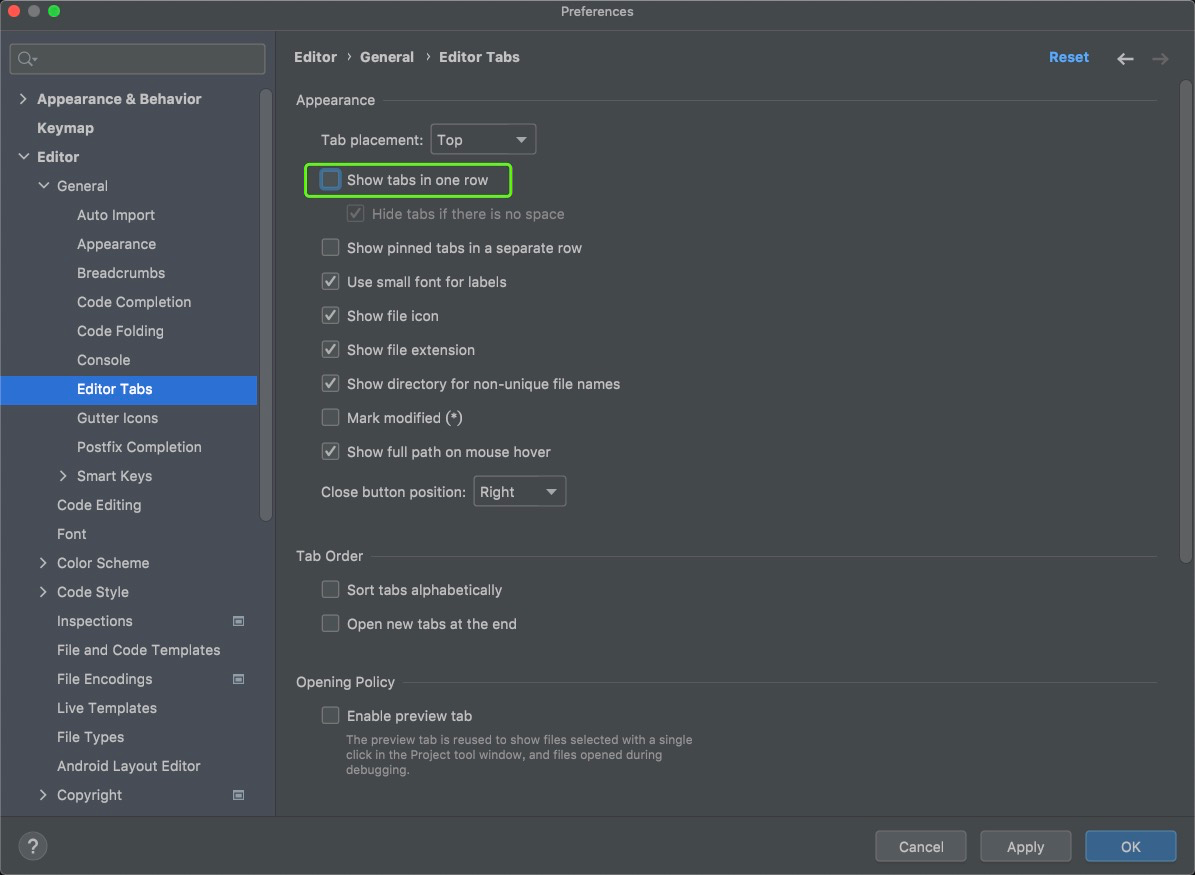 Preferences
Appearance & Behavior
Keymap
Editor
General
Auto Import
Appearance
Breadcrumbs
Code Completion
Code Folding
Console
Editor Tabs
Gutter Icons
Postfix Completion
Smart Keys
Code Editing
Font
Color Scheme
Code Style
Inspections
File and Code Templates
File Encodings
Live Templates
File Types
Android Layout Editor
Copyright
Editor › General › Editor Tabs
Reset
Appearance
Tab placement: Top
Show tabs in one row
Hide tabs if there is no space
Show pinned tabs in a separate row
Use small font for labels
Show file icon
Show file extension
Show directory for non-unique file names
Mark modified (*)
Show full path on mouse hover
Close button position: Right
Tab Order
Sort tabs alphabetically
Open new tabs at the end
Opening Policy
Enable preview tab
The preview tab is reused to show files selected with a single
click in the Project tool window, and files opened during
debugging.
?
Cancel
Apply
OK